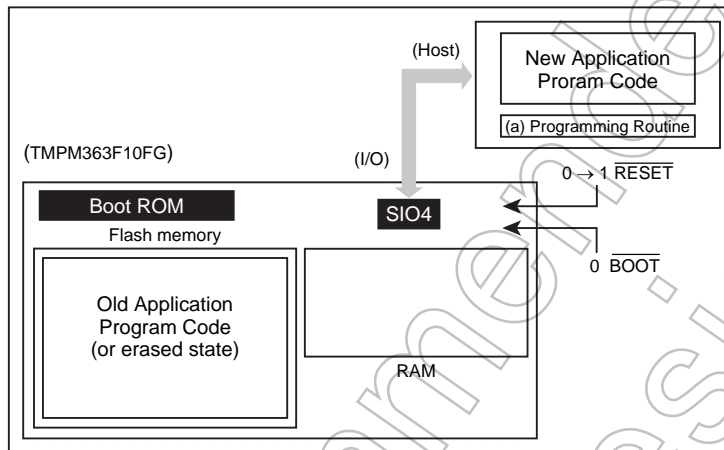 (Host)
New Application
Proram Code
(a) Programming Routine
(TMPM363F10FG)
(I/O)
0 → 1 RESET
Boot ROM
SIO4
Flash memory
0 BOOT
Old Application
Program Code
(or erased state)
RAM